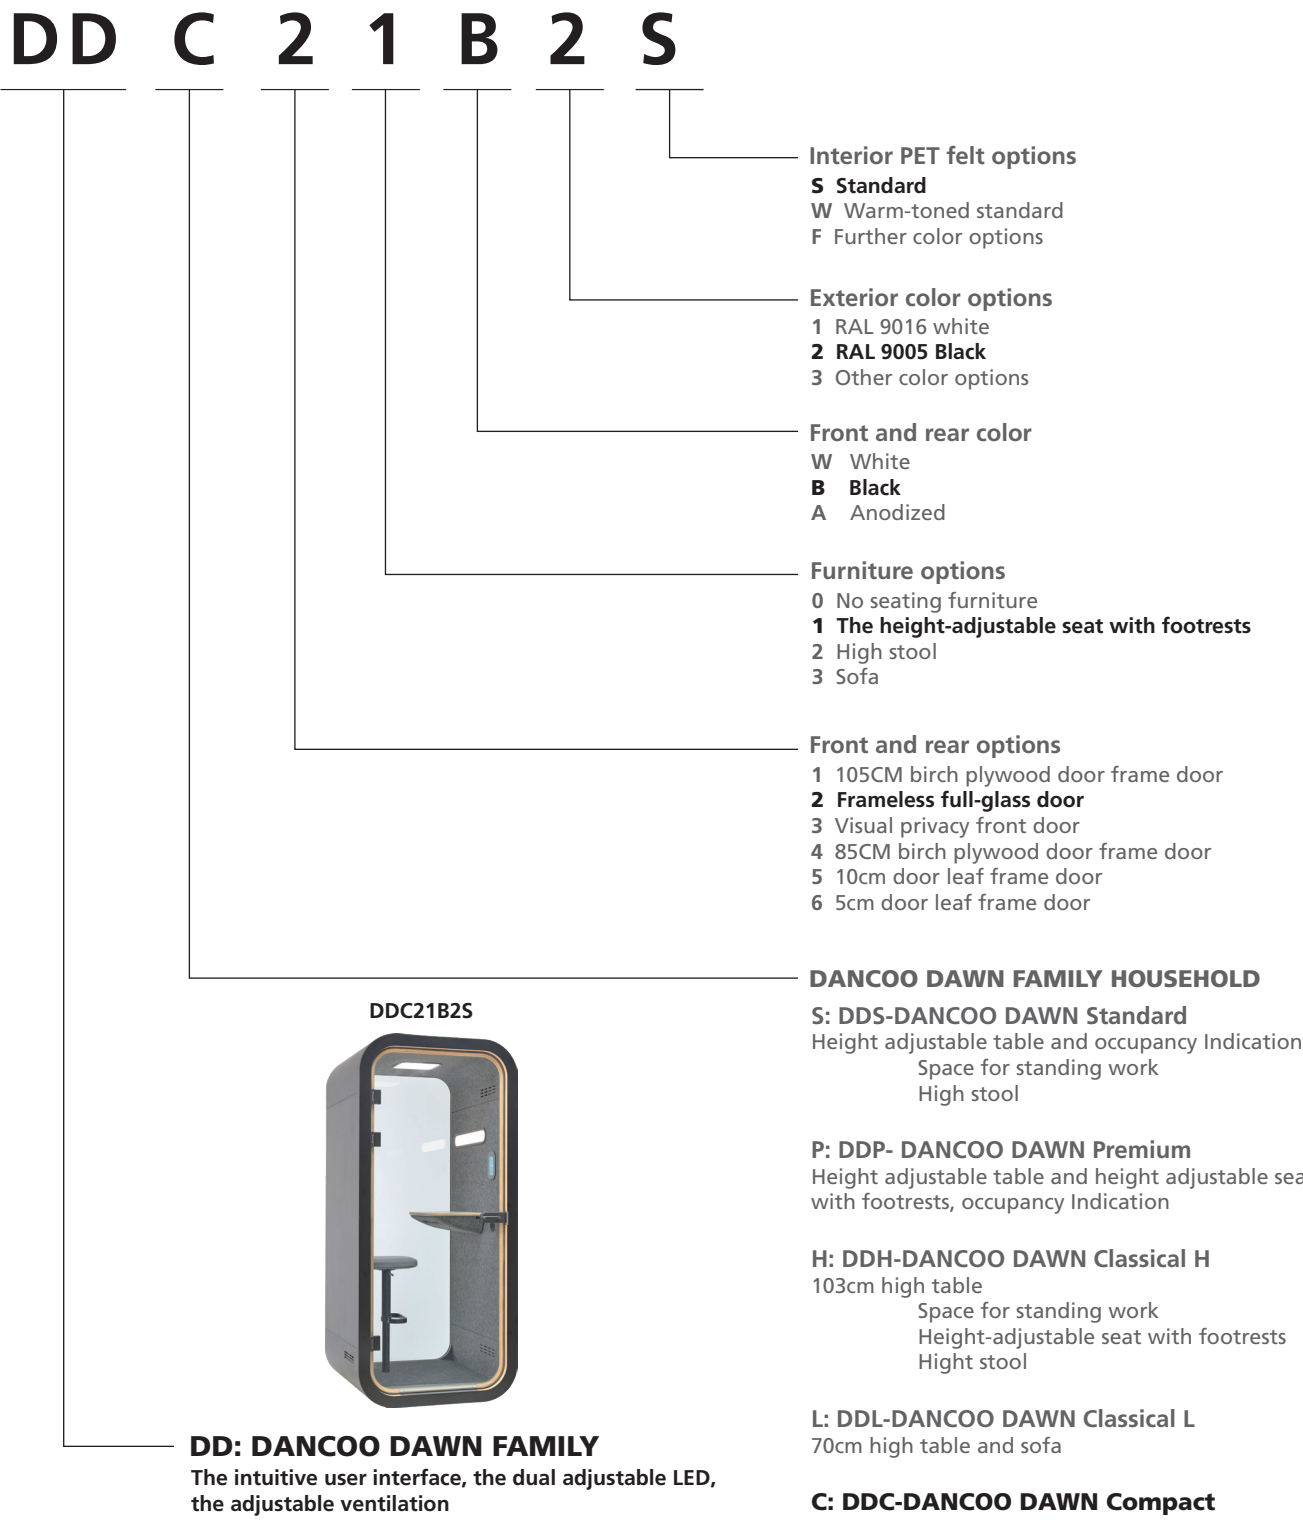 DD C 2 1 B 2 S
Interior PET felt options
S Standard
W Warm-toned standard
F Further color options
Exterior color options
1 RAL 9016 white
2 RAL 9005 Black
3 Other color options
Front and rear color
W White
B Black
A Anodized
Furniture options
0 No seating furniture
1 The height-adjustable seat with footrests
2 High stool
3 Sofa
Front and rear options
1 105CM birch plywood door frame door
2 Frameless full-glass door
3 Visual privacy front door
4 85CM birch plywood door frame door
5 10cm door leaf frame door
6 5cm door leaf frame door
DANCOO DAWN FAMILY HOUSEHOLD
S: DDS-DANCOO DAWN Standard
Height adjustable table and occupancy Indication
Space for standing work
High stool
P: DDP- DANCOO DAWN Premium
Height adjustable table and height adjustable sea
with footrests, occupancy Indication
H: DDH-DANCOO DAWN Classical H
103cm high table
Space for standing work
Height-adjustable seat with footrests
Hight stool
L: DDL-DANCOO DAWN Classical L
70cm high table and sofa
C: DDC-DANCOO DAWN Compact
DDC21B2S
DD: DANCOO DAWN FAMILY
The intuitive user interface, the dual adjustable LED,
the adjustable ventilation